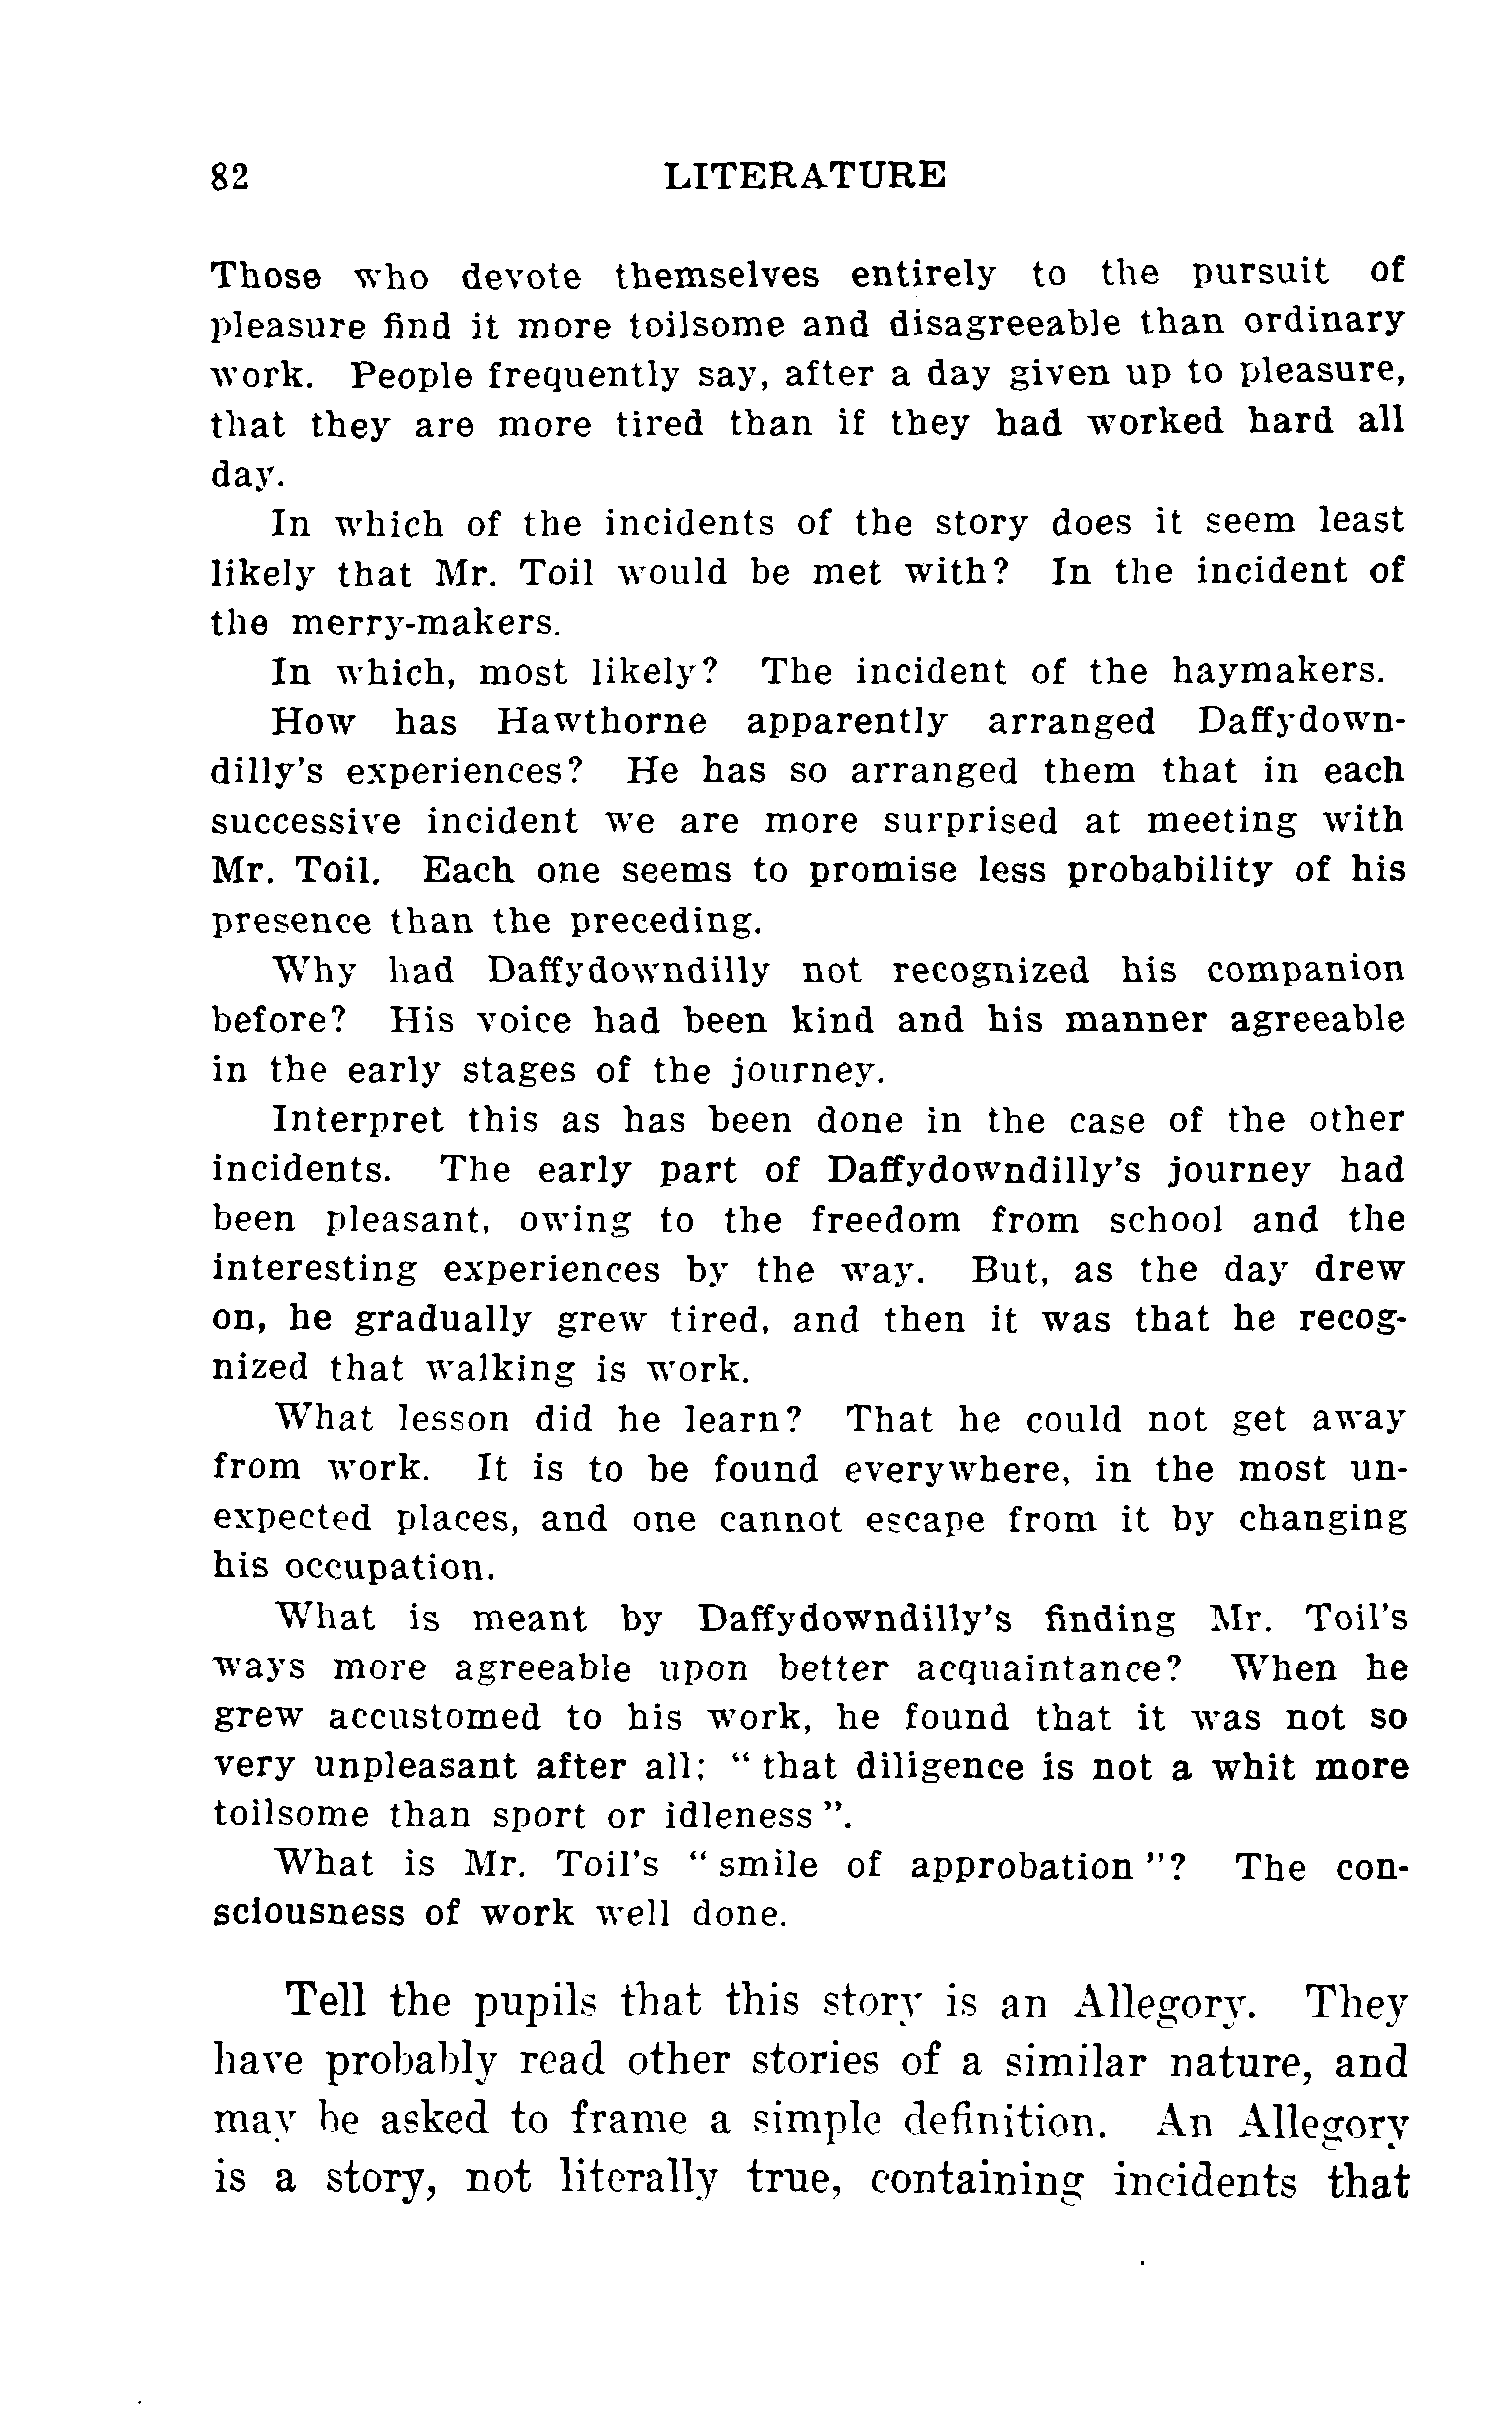 82 LITERATURE
Those who devote themselves entirely to the pursuit of
pleasure find it more toilsome and disagreeable than ordinary
work. People frequently say, after a day given up to pleasure,
that they are more tired than if they had worked hard all
day.
In which of the incidents of the story does it seem least
likely that Mr. Toil would be met with? In the incident of
the merry-makers.
In which, most likely? The incident of the haymakers.
How has Hawthorne apparently arranged Daffydown-
dilly's experiences? He has so arranged them that in each
successive incident we are more surprised at meeting with
Mr. Toil. Each one seems to promise less probability of his
presence than the preceding.
Why had Daffydowndilly not recognized his companion
before? His voice had been kind and his manner agreeable
in the early stages of the journey.
Interpret this as has been done in the case of the other
incidents. The early part of Daffydowndilly's journey had
been pleasant, owing to the freedom from school and the
interesting experiences by the way. But, as the day drew
on, he gradually grew tired, and then it was that he recog-
nized that walking is work.
What lesson did he learn? That he could not get away
from work. It is to be found everywhere, in the most un-
expected places, and one cannot escape from it by changing
his occupation.
What is meant by Daffydowndilly's finding Mr. Toil's
ways more agreeable upon better acquaintance? When he
grew accustomed to his work, he found that it was not so
very unpleasant after all; "that diligence is not a whit more
toilsome than sport or idleness".
What is Mr. Toil's "smile of approbation"? The con-
sciousness of work well done.
Tell the pupils that this story is an Allegory. They
have probably read other stories of a similar nature, and
may be asked to frame a simple definition. An Allegory
is a story, not literally true, containing incidents that